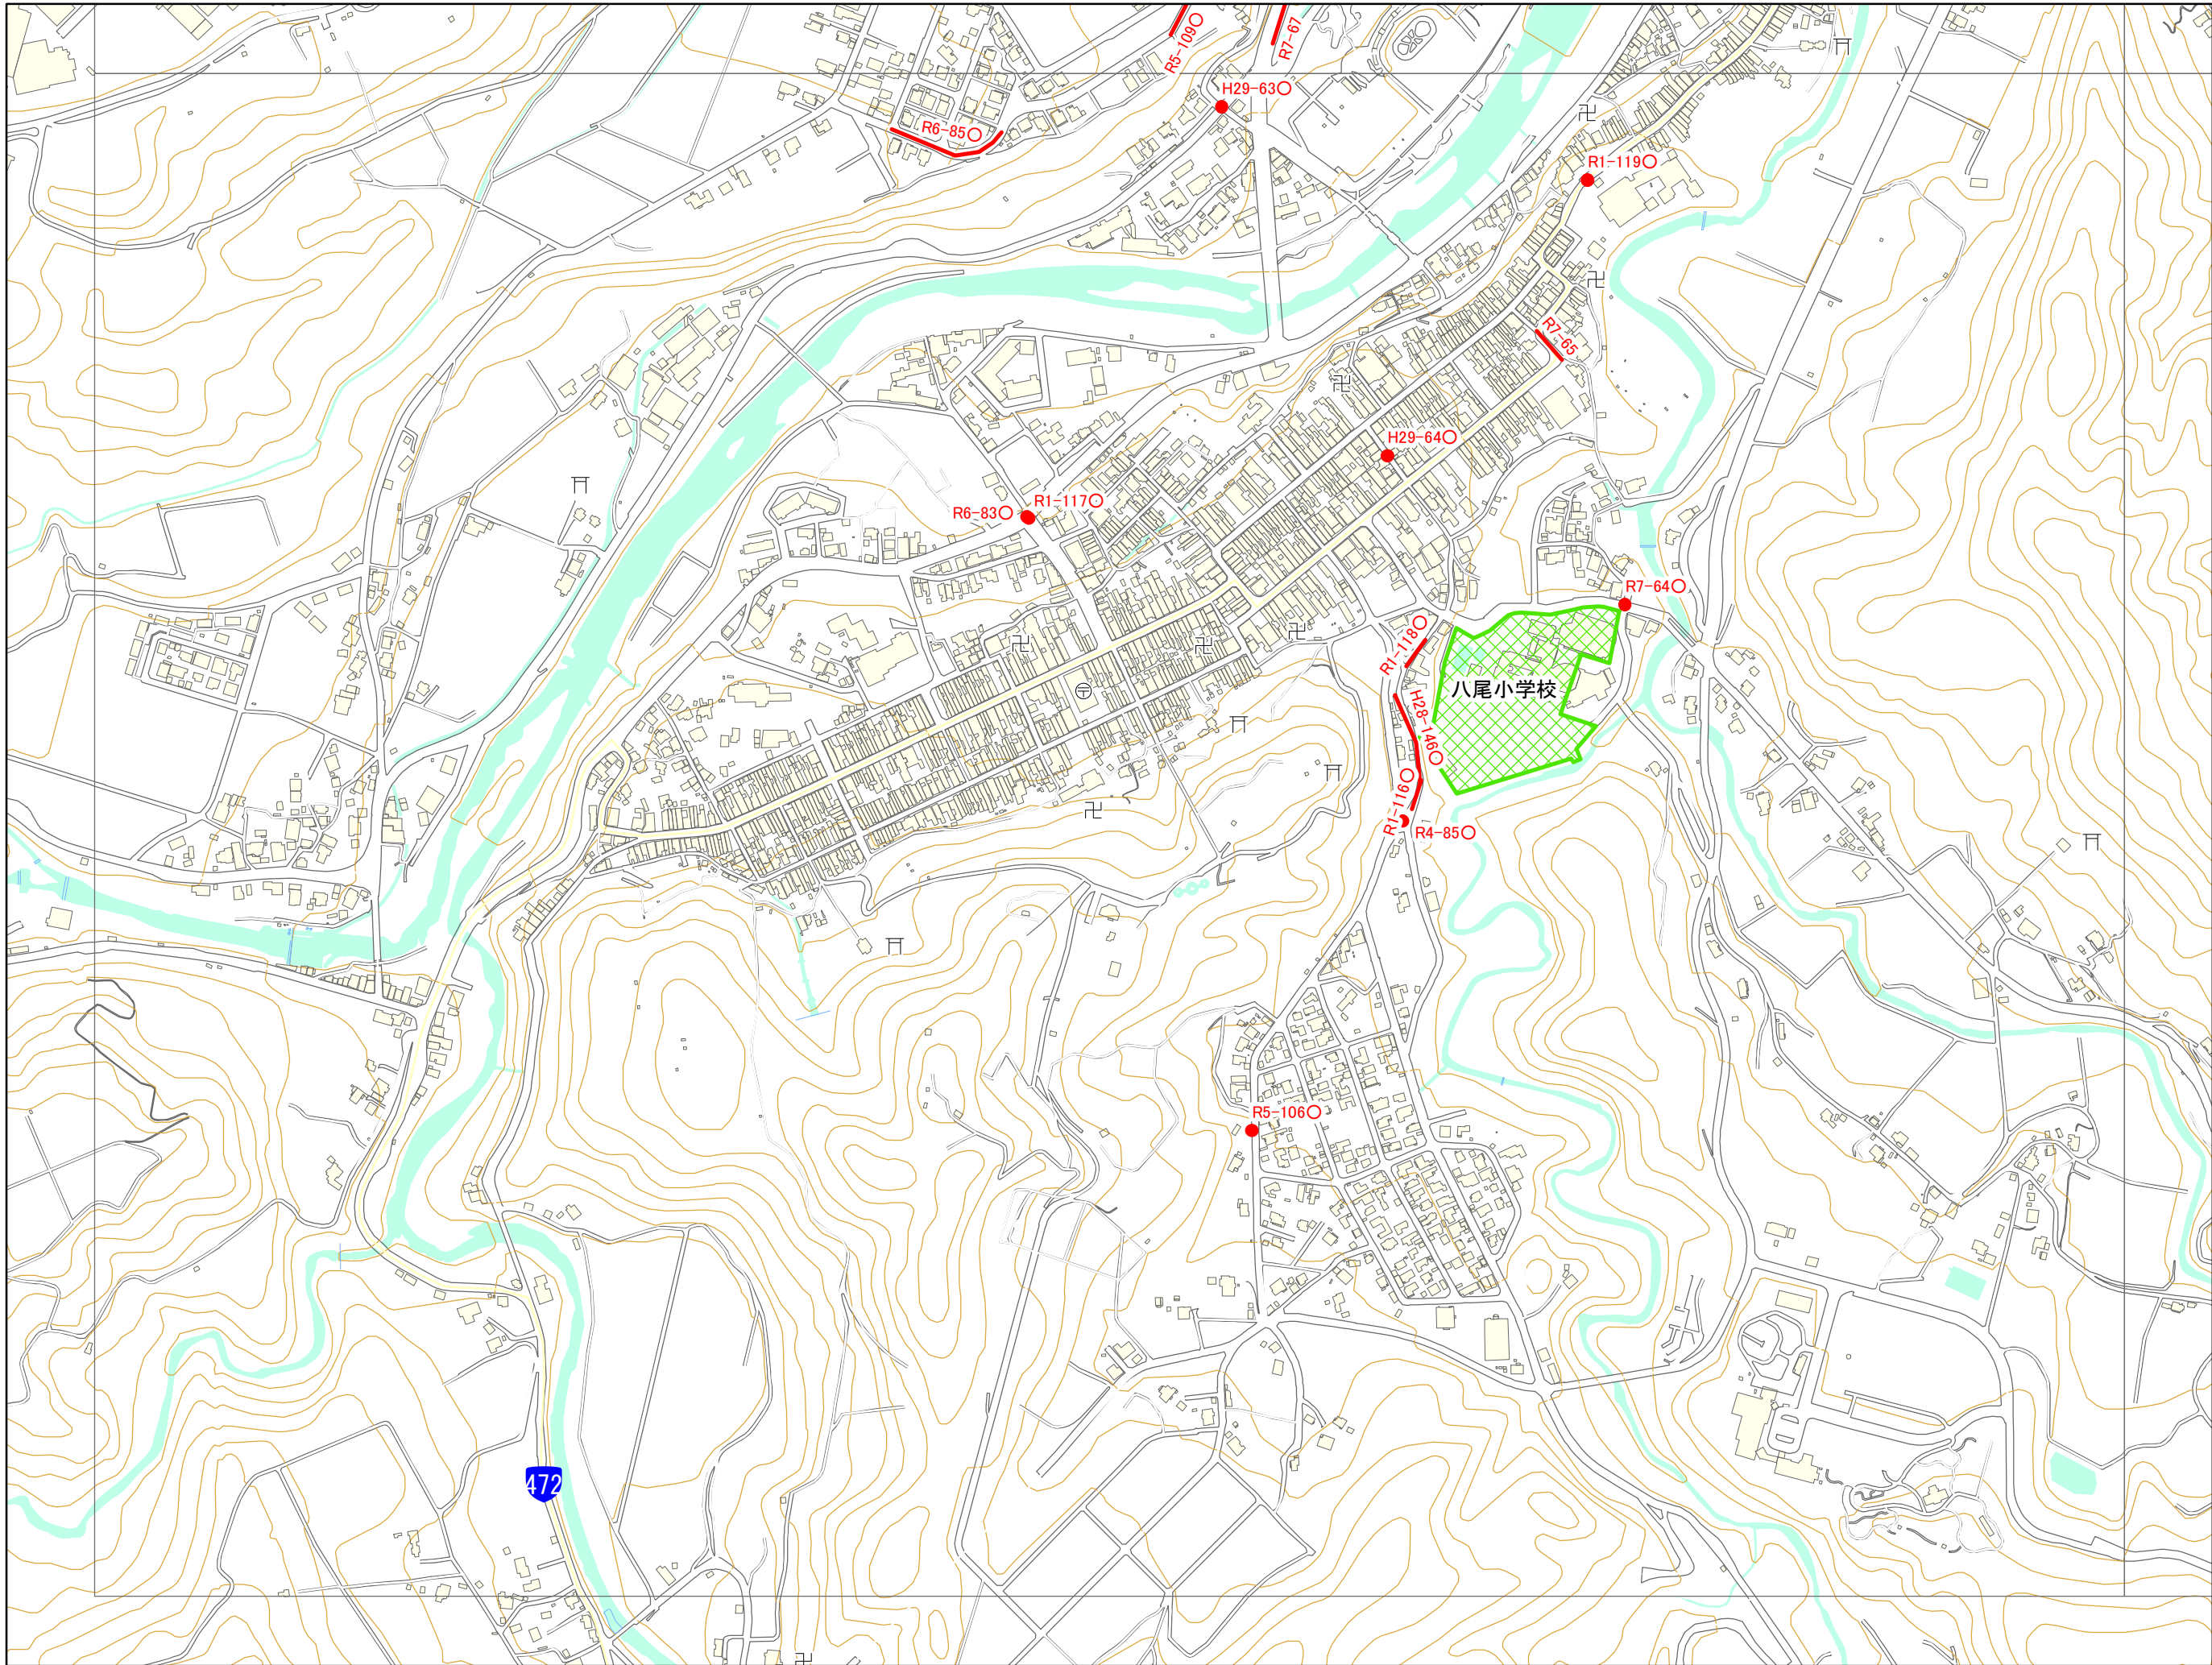 R5-109○
R7-67
H29-63○
R6-85○
R1-119○
R7-65
H29-64○
R6-83○
R1-117○
R7-64○
R1-118○
八尾小学校
H28-146○
R1-116○
R4-85○
R5-106○
472